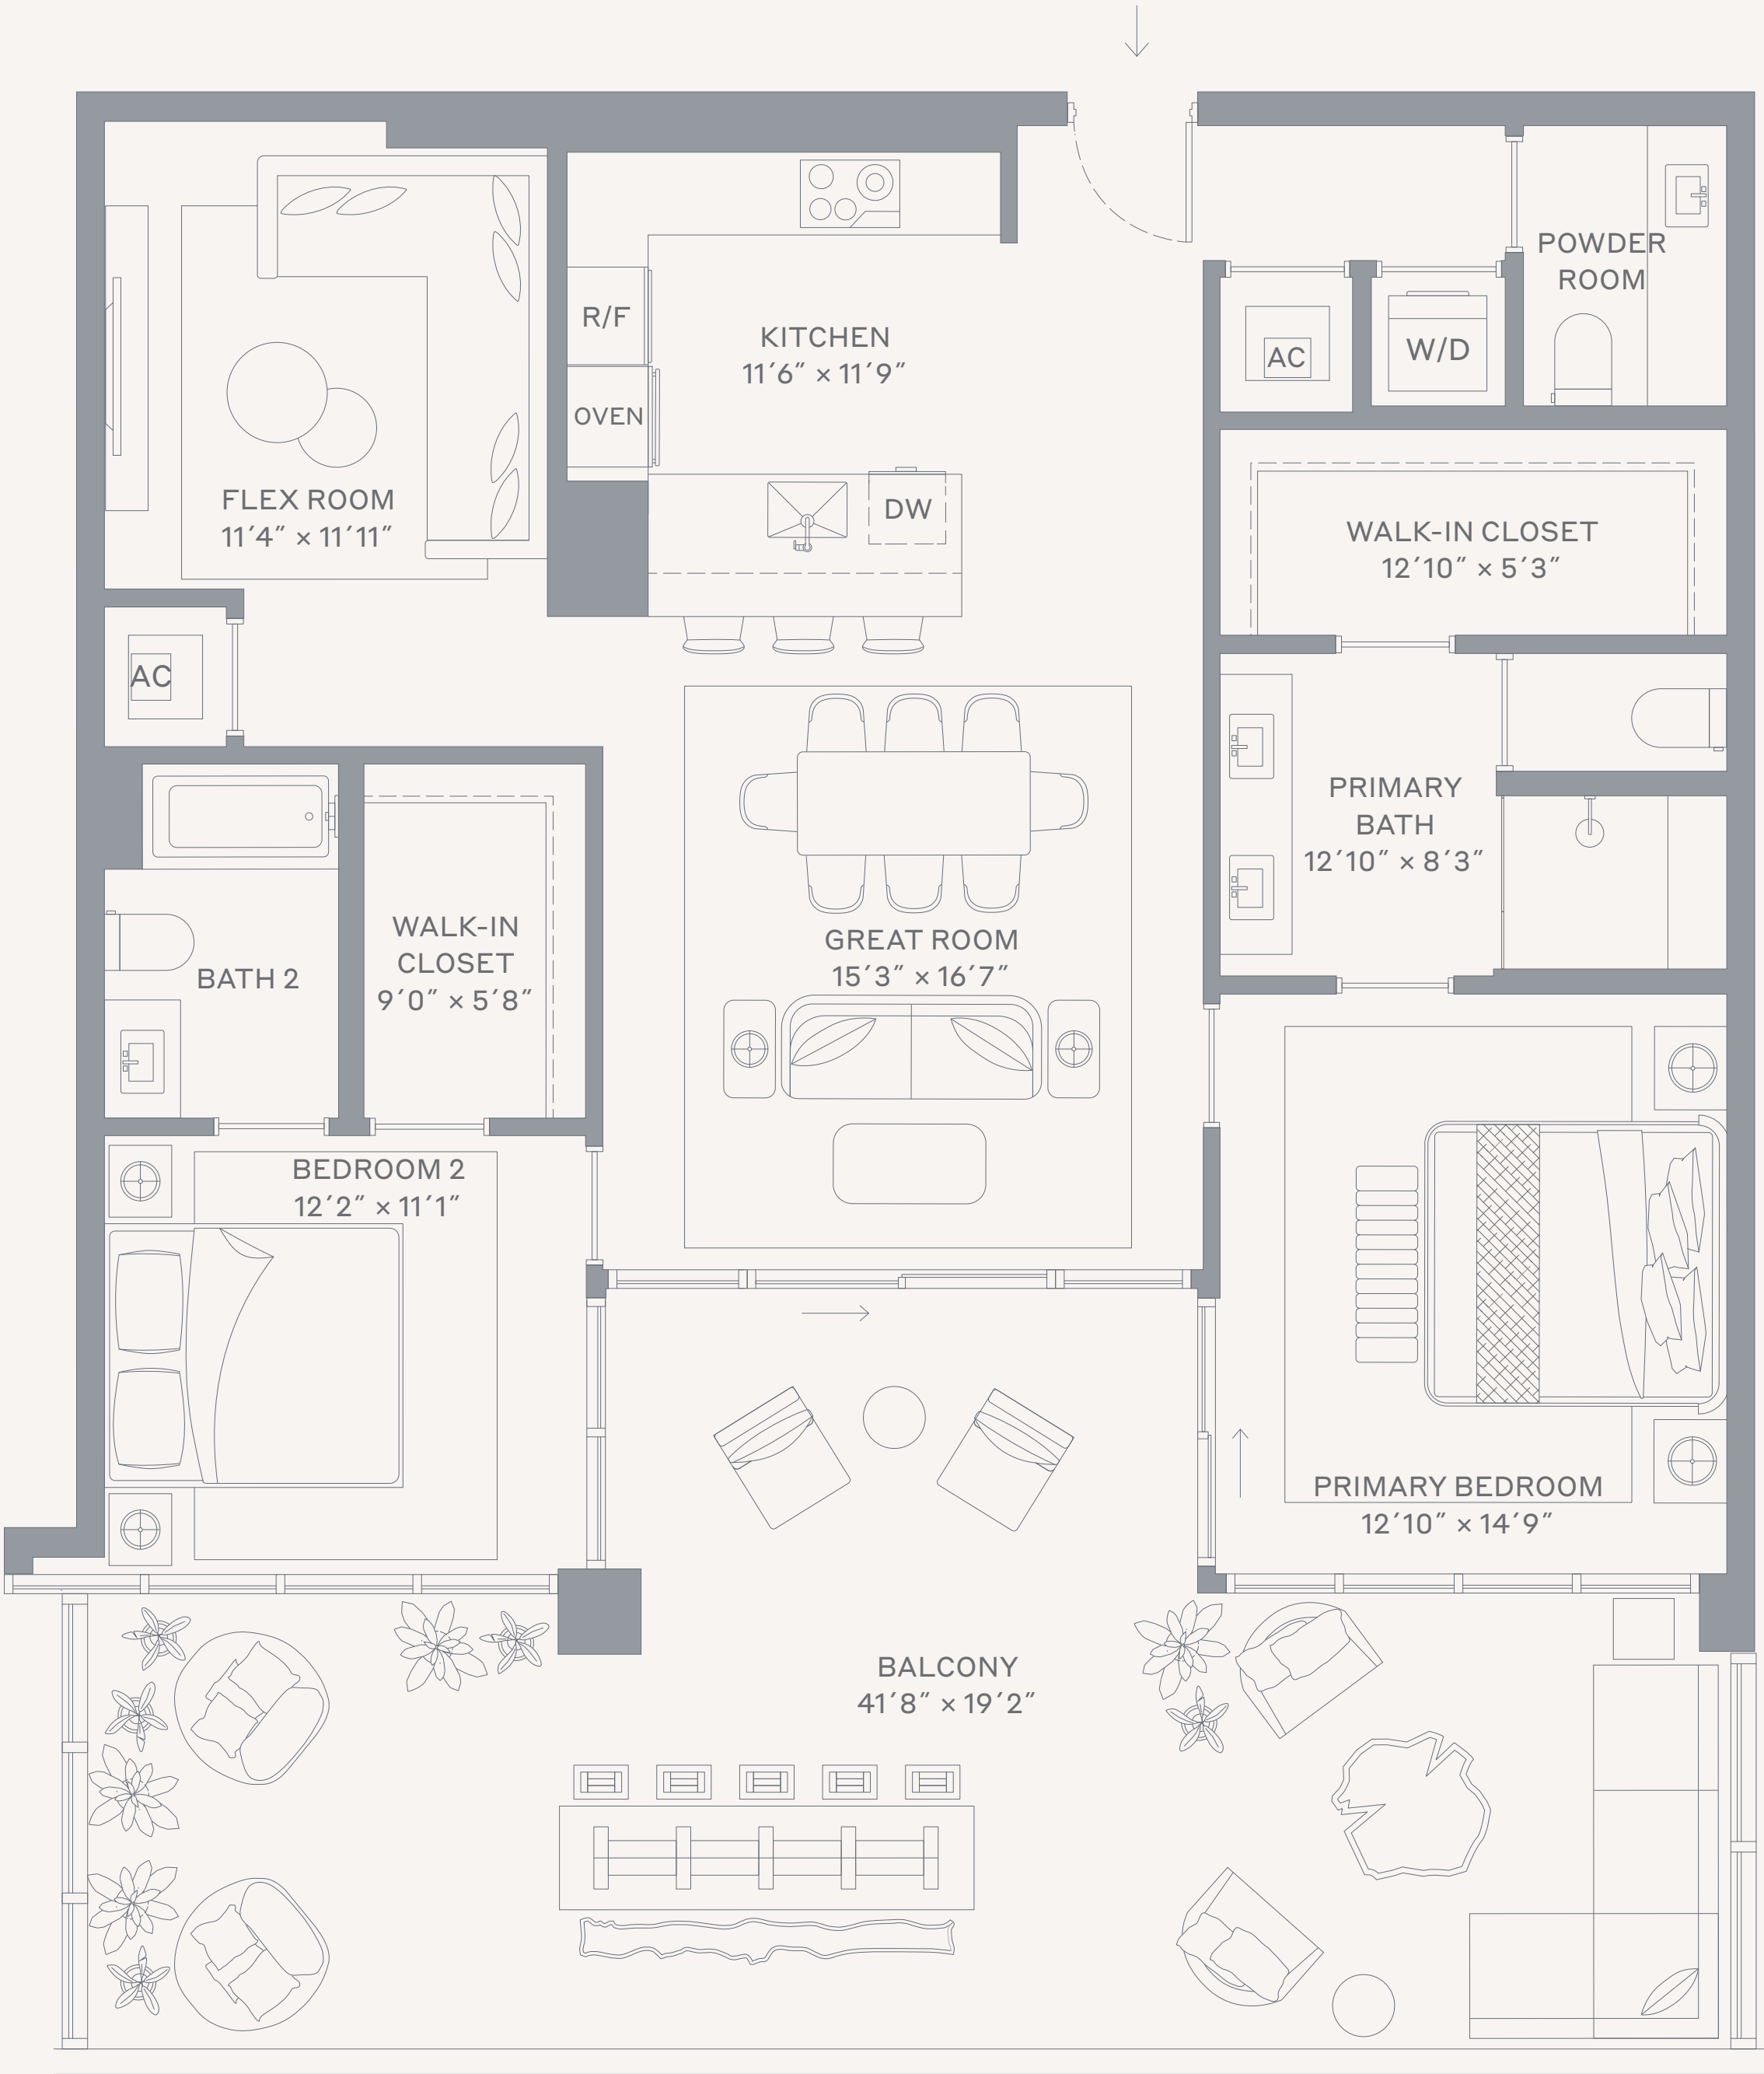 POWDER
ROOM
R/F
KITCHEN
11′6″ × 11′9″
AC
W/D
OVEN
FLEX ROOM
11′4″ × 11′11″
DW
WALK-IN CLOSET
12′10″ × 5′3″
AC
PRIMARY
BATH
12′10″ × 8′3″
WALK-IN
CLOSET
9′0″ × 5′8″
BATH 2
GREAT ROOM
15′3″ × 16′7″
BEDROOM 2
12′2″ × 11′1″
PRIMARY BEDROOM
12′10″ × 14′9″
BALCONY
41′8″ × 19′2″